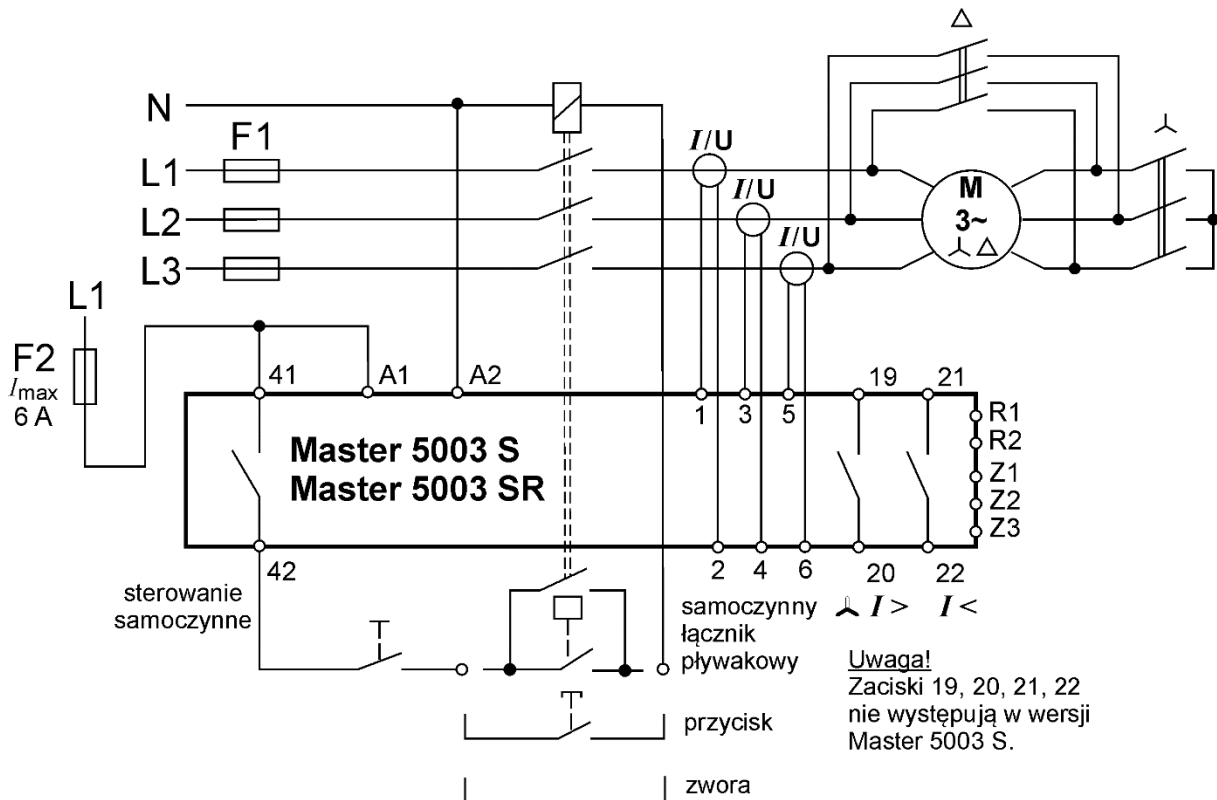 N
F1
L1
L2
L3
I/U
I/U
I/U
△
M
3~
△
L1
F2
Imax
6 A
41
A1
A2
1
3
5
19
21
R1
R2
Z1
Z2
Z3
Master 5003 S
Master 5003 SR
42
2
4
6
20
22
I >
I <
sterowanie
samoczynne
samoczynny
łącznik
pływakowy
przycisk
zwora
Uwaga!
Zaciski 19, 20, 21, 22
nie występują w wersji
Master 5003 S.